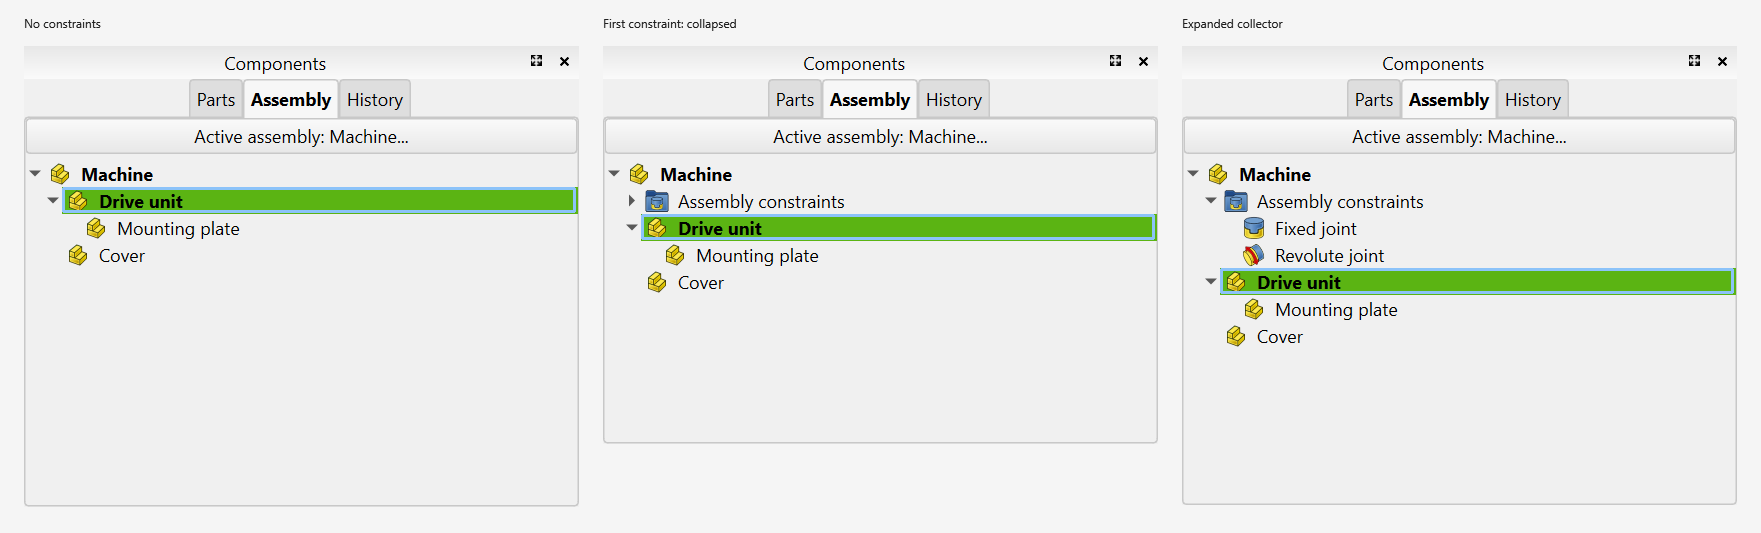 No constraints
Components
Parts Assembly History
Active assembly: Machine...
Machine
Drive unit
Mounting plate
Cover
First constraint: collapsed
Components
Parts Assembly History
Active assembly: Machine...
Machine
Assembly constraints
Drive unit
Mounting plate
Cover
Expanded collector
Components
Parts Assembly History
Active assembly: Machine...
Machine
Assembly constraints
Fixed joint
Revolute joint
Drive unit
Mounting plate
Cover